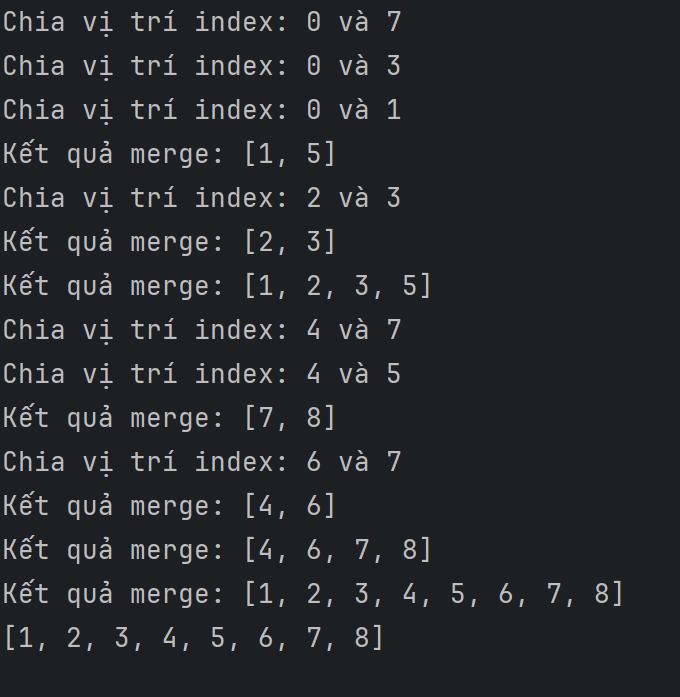 Chia vị trí index: 0 và 7
Chia vị trí index: 0 và 3
Chia vị trí index: 0 và 1
Kết quả merge: [1, 5]
Chia vị trí index: 2 và 3
Kết quả merge: [2, 3]
Kết quả merge: [1, 2, 3, 5]
Chia vị trí index: 4 và 7
Chia vị trí index: 4 và 5
Kết quả merge: [7, 8]
Chia vị trí index: 6 và 7
Kết quả merge: [4, 6]
Kết quả merge: [4, 6, 7, 8]
Kết quả merge: [1, 2, 3, 4, 5, 6, 7, 8]
[1, 2, 3, 4, 5, 6, 7, 8]